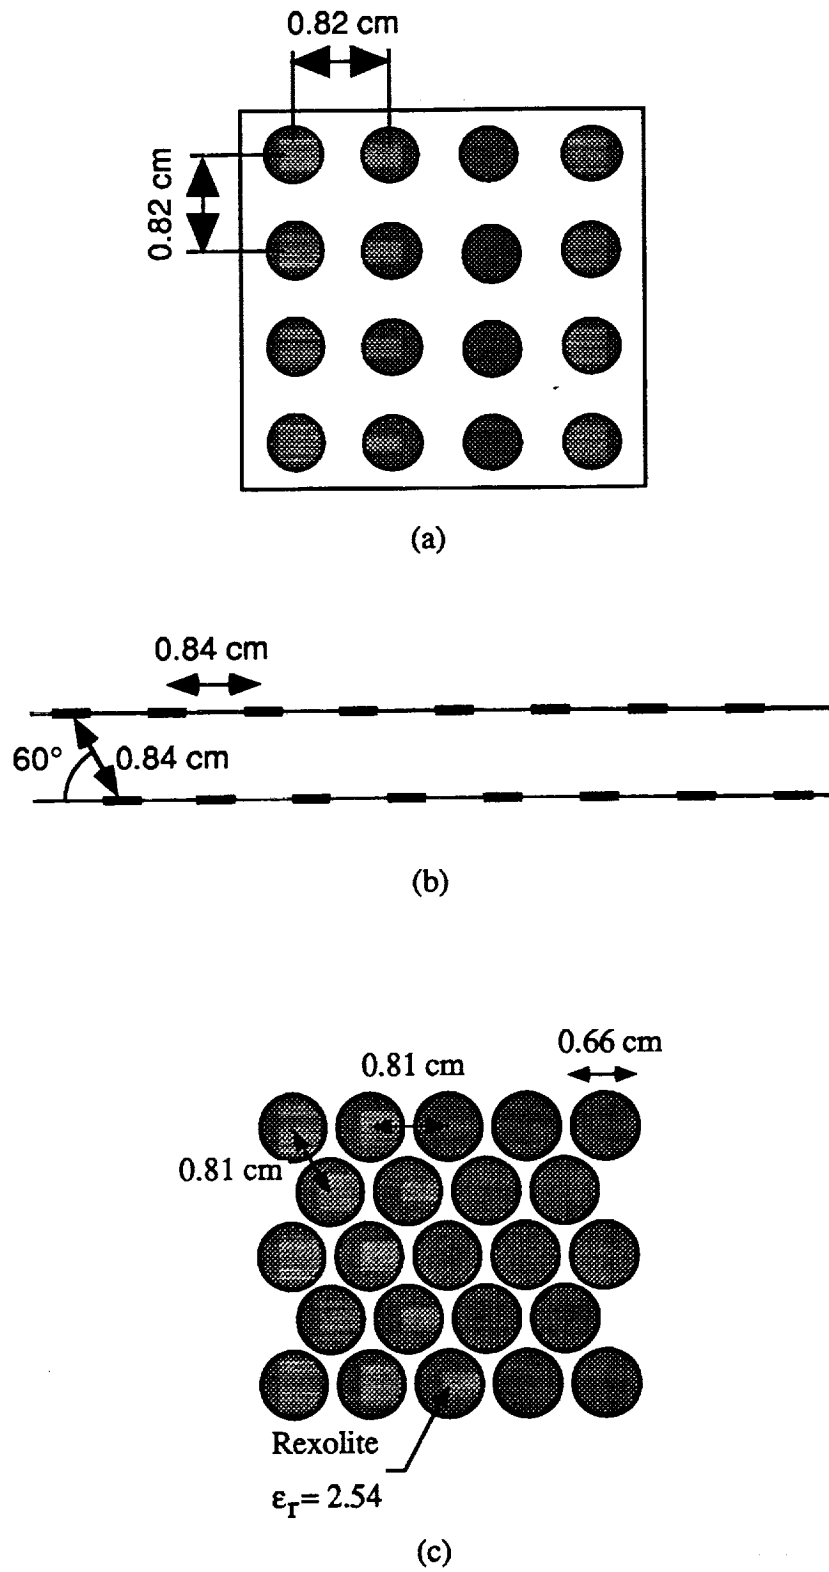 0.82 cm
0.82 cm
(a)
0.84 cm
60°
0.84 cm
(b)
0.66 cm
0.81 cm
0.81 cm
Rexolite
εr = 2.54
(c)